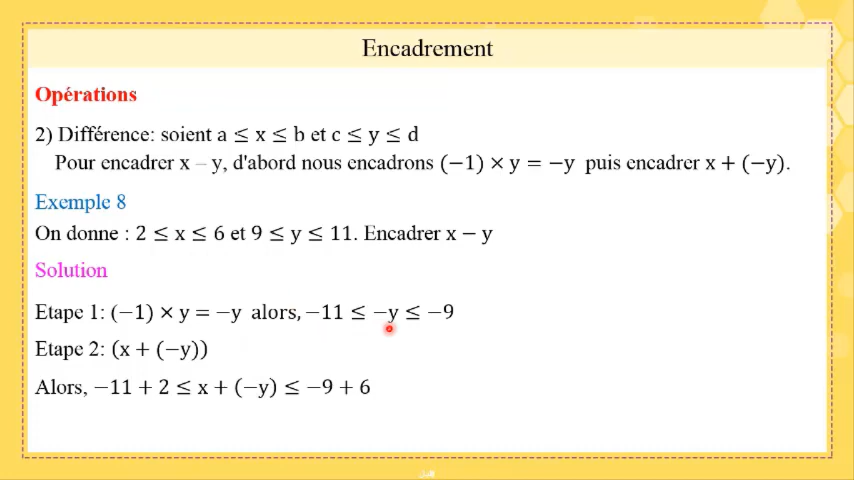 Encadrement
Opérations
2) Différence: soient a ≤ x ≤ b et c ≤ y ≤ d
Pour encadrer x – y, d'abord nous encadrons (−1) × y = −y puis encadrer x + (−y).
Exemple 8
On donne : 2 ≤ x ≤ 6 et 9 ≤ y ≤ 11. Encadrer x − y
Solution
Etape 1: (−1) × y = −y alors, −11 ≤ −y ≤ −9
Etape 2: (x + (−y))
Alors, −11 + 2 ≤ x + (−y) ≤ −9 + 6